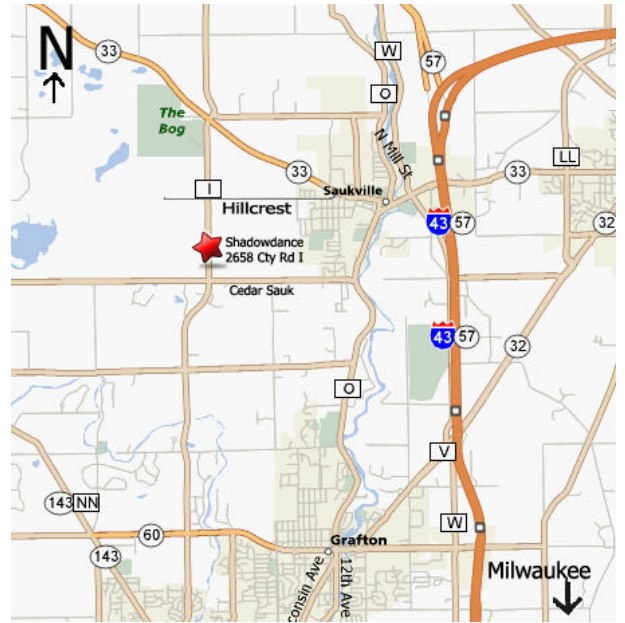 N
33
57
W
O
The
Bog
N Mill St
LL
33
33
I
Saukville
Hillcrest
43
57
32
Shadowdance
2658 Cty Rd I
Cedar Sauk
43
57
32
O
V
143
NN
W
60
143
Grafton
consin Ave
12th Ave
Milwaukee